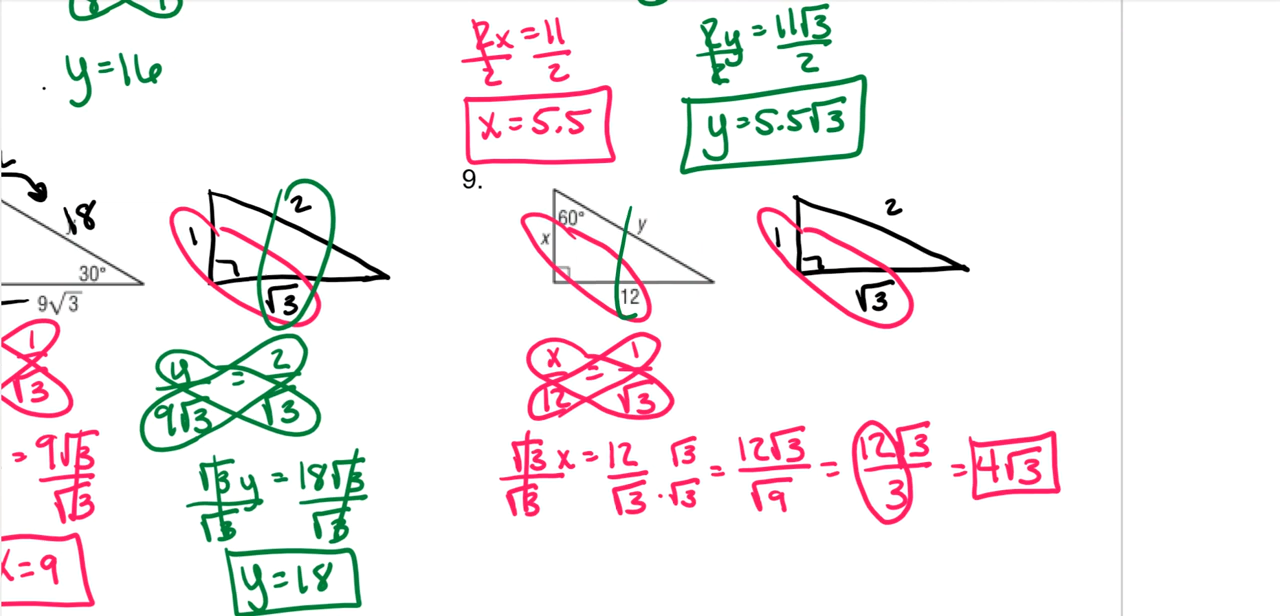 y=16
2x/2 = 11/2
x=5.5
2y/2 = 11√3/2
y=5.5√3
18
30°
9√3
1
2
√3
1/√3
= 9√3/√3
x=9
y/9√3 = 2/√3
√3y/√3 = 18√3/√3
y=18
9.
60°
x
y
12
1
2
√3
x/12 = 1/√3
√3x/√3 = 12/√3 · √3/√3 = 12√3/√9 = 12√3/3 = 4√3